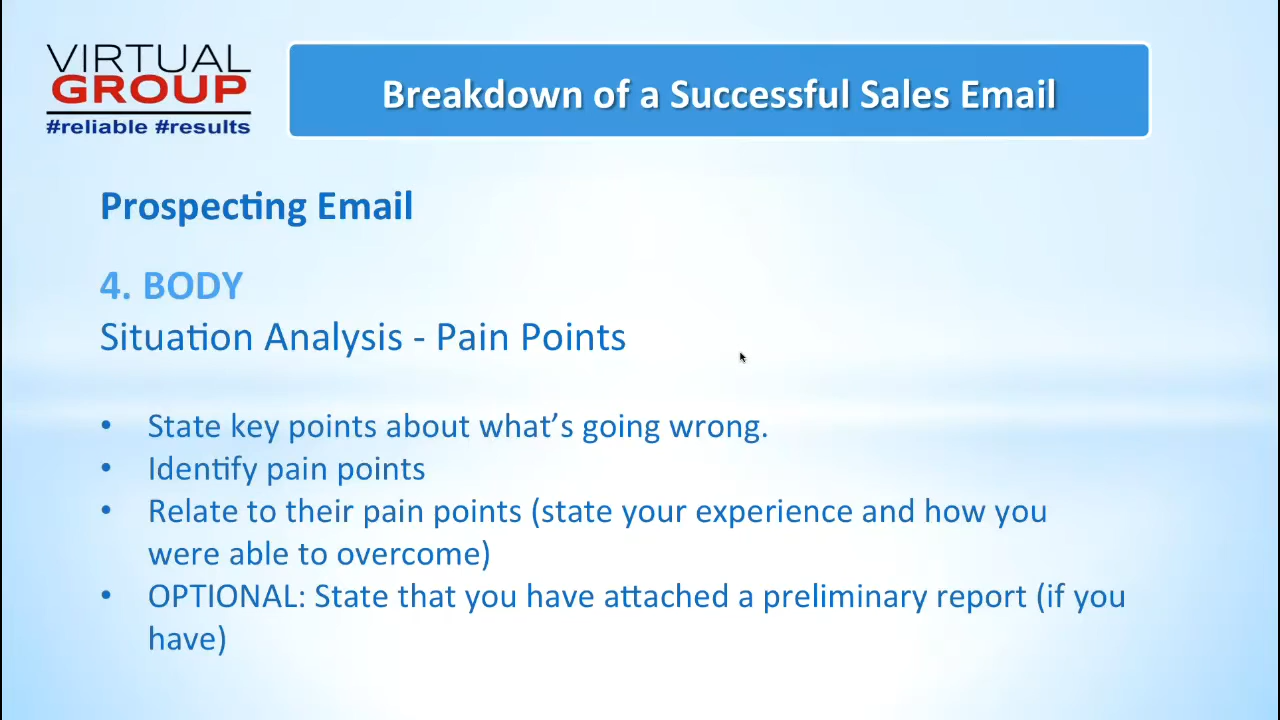 VIRTUAL
GROUP
#reliable #results
Breakdown of a Successful Sales Email
Prospecting Email
4. BODY
Situation Analysis - Pain Points
• State key points about what’s going wrong.
• Identify pain points
• Relate to their pain points (state your experience and how you
were able to overcome)
• OPTIONAL: State that you have attached a preliminary report (if you
have)